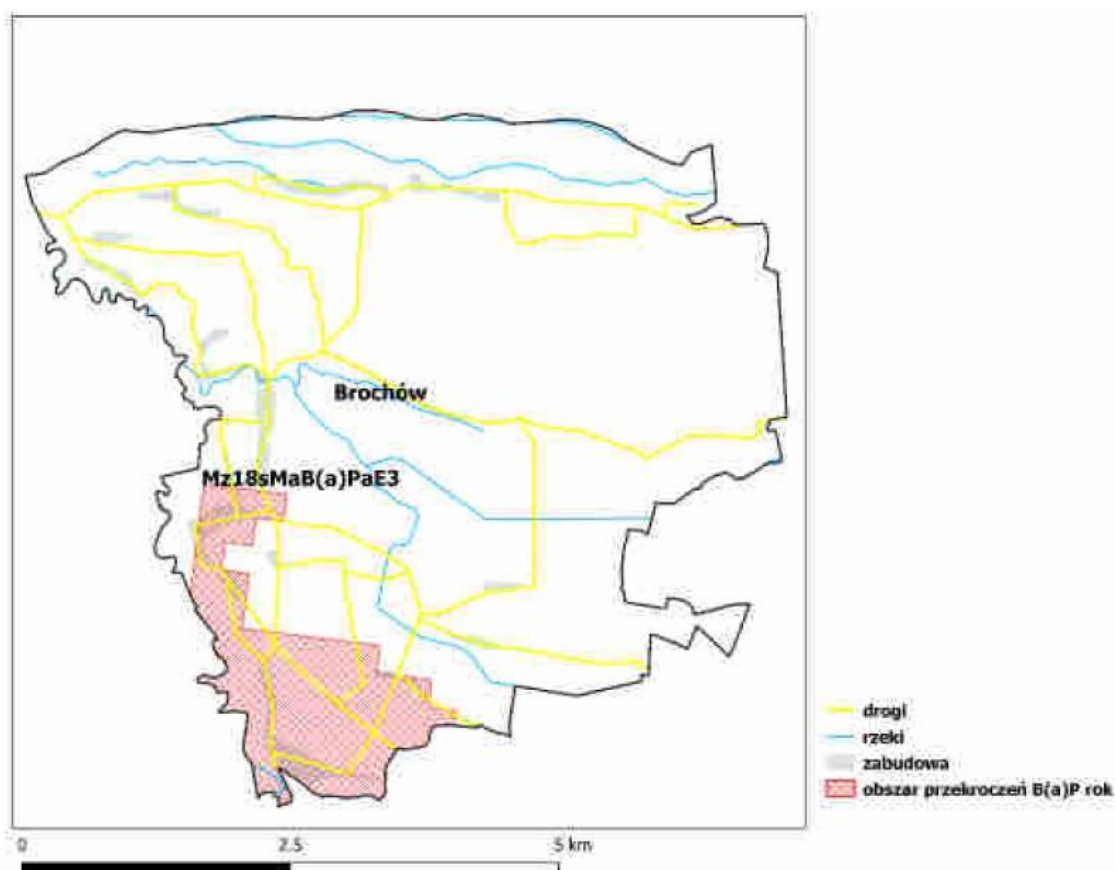 Brochów
Mz18sMaB(a)PaE3
drogi
rzeki
zabudowa
obszar przekroczeń B(a)P rok
0 2.5 5 km